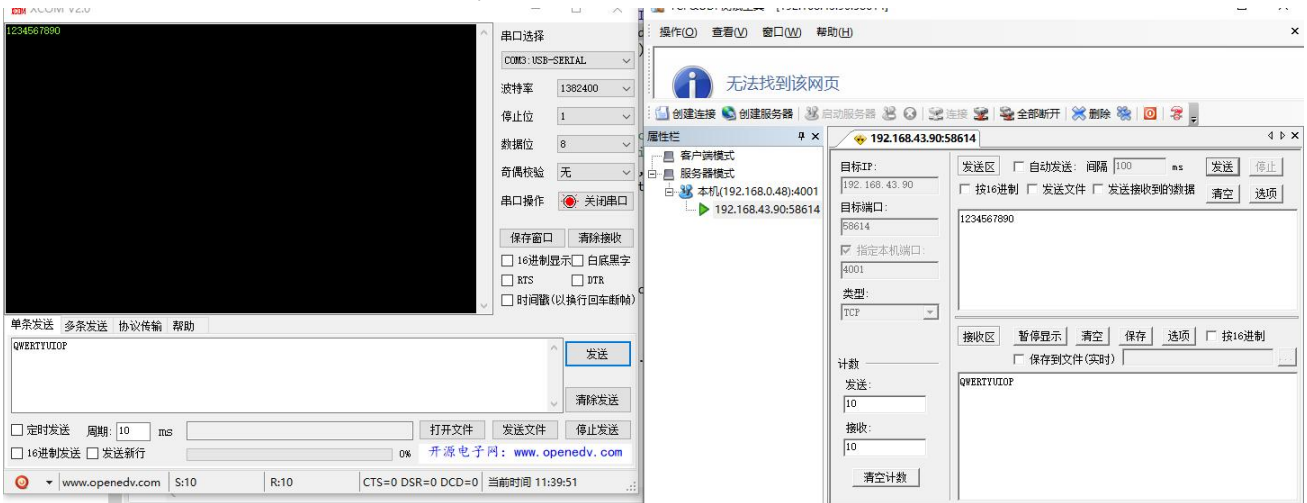 XCOM V2.0
1234567890
串口选择
COM3:USB-SERIAL
波特率 1382400
停止位 1
数据位 8
奇偶校验 无
串口操作 关闭串口
保存窗口 清除接收
16进制显示 白底黑字
RTS DTR
时间戳(以换行回车断帧)
单条发送 多条发送 协议传输 帮助
QWERTYUIOP
发送
清除发送
定时发送 周期: 10 ms 打开文件 发送文件 停止发送
16进制发送 发送新行 0% 开源电子网: www.openedv.com
www.openedv.com S:10 R:10 CTS=0 DSR=0 DCD=0 当前时间 11:39:51
操作(O) 查看(V) 窗口(W) 帮助(H)
无法找到该网页
创建连接 创建服务器 启动服务器 连接 全部断开 删除
属性栏
客户端模式
服务器模式
本机(192.168.0.48):4001
192.168.43.90:58614
192.168.43.90:58614
目标IP:
192.168.43.90
目标端口:
58614
指定本机端口:
4001
类型:
TCP
计数
发送:
10
接收:
10
清空计数
发送区 自动发送: 间隔 100 ms 发送 停止
按16进制 发送文件 发送接收到的数据 清空 选项
1234567890
接收区 暂停显示 清空 保存 选项 按16进制
保存到文件(实时)
QWERTYUIOP